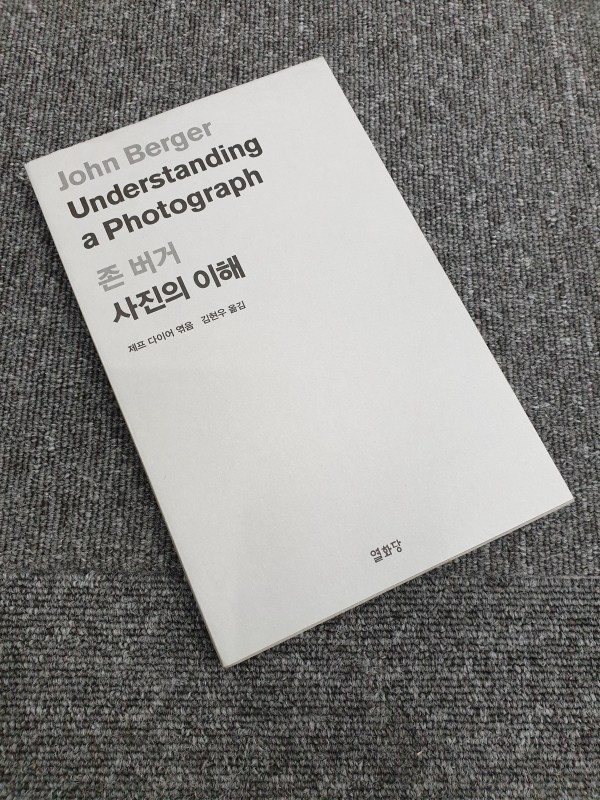 John Berger
Understanding
a Photograph
존 버거
사진의 이해
제프 다이어 엮음 김현우 옮김
열화당